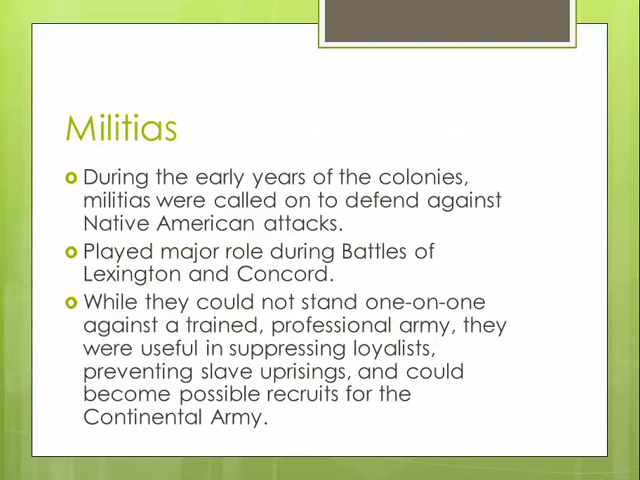 Militias
During the early years of the colonies,
militias were called on to defend against
Native American attacks.
Played major role during Battles of
Lexington and Concord.
While they could not stand one-on-one
against a trained, professional army, they
were useful in suppressing loyalists,
preventing slave uprisings, and could
become possible recruits for the
Continental Army.